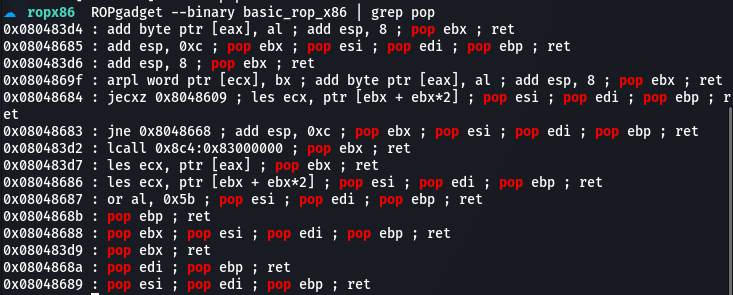 ropx86 ROPgadget --binary basic_rop_x86 | grep pop
0x080483d4 : add byte ptr [eax], al ; add esp, 8 ; pop ebx ; ret
0x08048685 : add esp, 0xc ; pop ebx ; pop esi ; pop edi ; pop ebp ; ret
0x080483d6 : add esp, 8 ; pop ebx ; ret
0x0804869f : arpl word ptr [ecx], bx ; add byte ptr [eax], al ; add esp, 8 ; pop ebx ; ret
0x08048684 : jecxz 0x8048609 ; les ecx, ptr [ebx + ebx*2] ; pop esi ; pop edi ; pop ebp ; r
et
0x08048683 : jne 0x8048668 ; add esp, 0xc ; pop ebx ; pop esi ; pop edi ; pop ebp ; ret
0x080483d2 : lcall 0x8c4:0x83000000 ; pop ebx ; ret
0x080483d7 : les ecx, ptr [eax] ; pop ebx ; ret
0x08048686 : les ecx, ptr [ebx + ebx*2] ; pop esi ; pop edi ; pop ebp ; ret
0x08048687 : or al, 0x5b ; pop esi ; pop edi ; pop ebp ; ret
0x0804868b : pop ebp ; ret
0x08048688 : pop ebx ; pop esi ; pop edi ; pop ebp ; ret
0x080483d9 : pop ebx ; ret
0x0804868a : pop edi ; pop ebp ; ret
0x08048689 : pop esi ; pop edi ; pop ebp ; ret